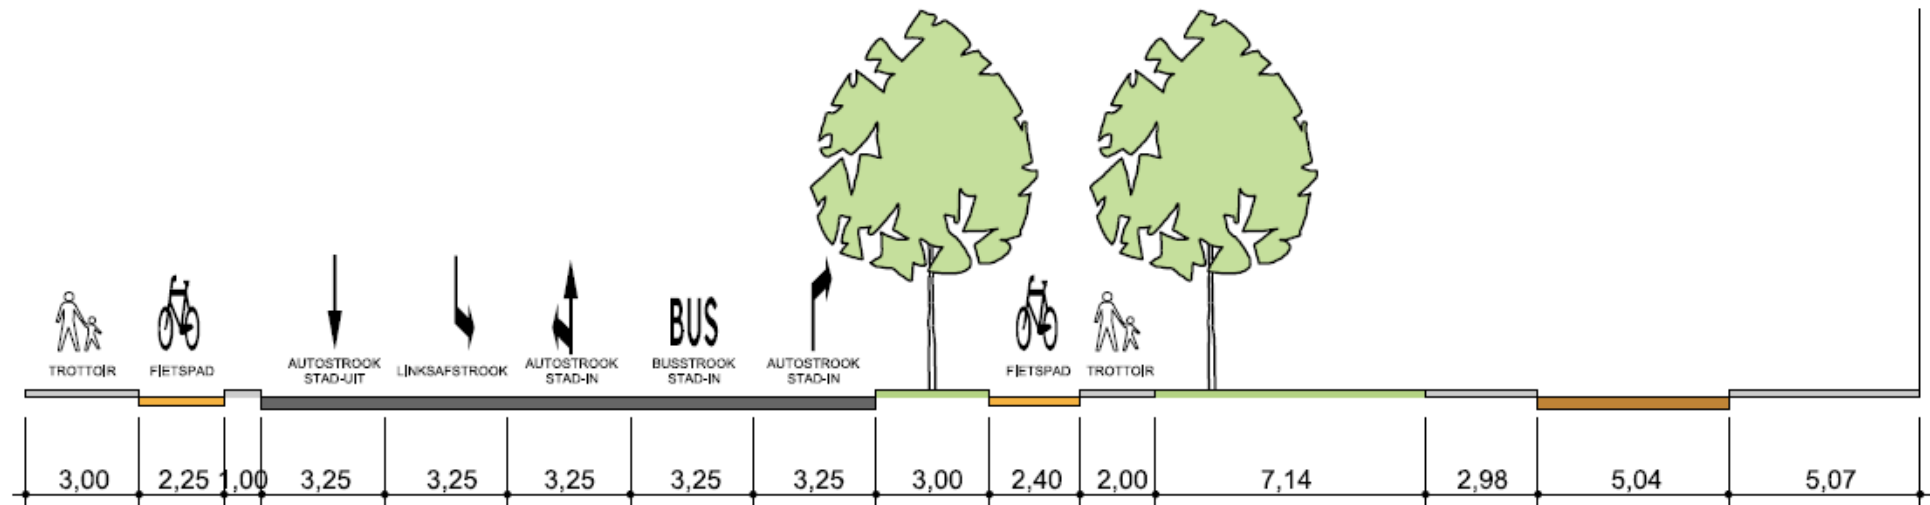 BUS
TROTTOIR
FIETSPAD
AUTOSTROOK
STAD-UIT
LINKSAFSTROOK
AUTOSTROOK
STAD-IN
BUSSTROOK
STAD-IN
AUTOSTROOK
STAD-IN
FIETSPAD
TROTTOIR
3,00 2,25 1,00 3,25 3,25 3,25 3,25 3,25 3,00 2,40 2,00 7,14 2,98 5,04 5,07